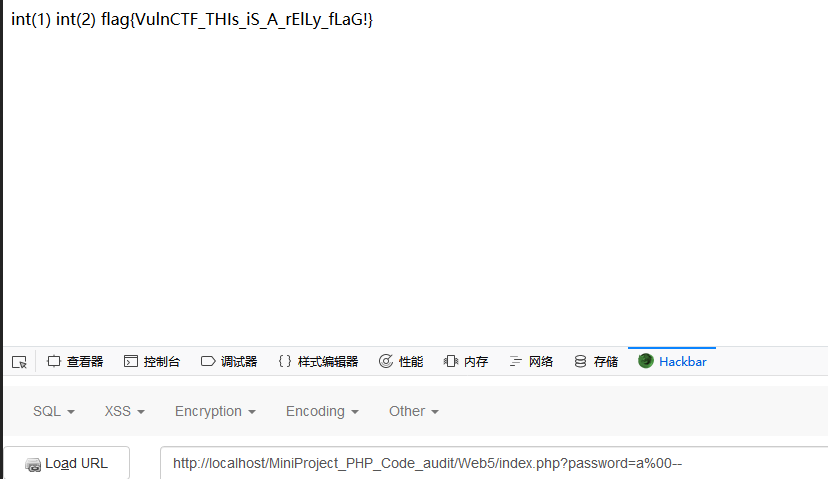 int(1) int(2) flag{VulnCTF_THIs_iS_A_rElLy_fLaG!}
查看器 控制台 调试器 样式编辑器 性能 内存 网络 存储 Hackbar
SQL XSS Encryption Encoding Other
Load URL http://localhost/MiniProject_PHP_Code_audit/Web5/index.php?password=a%00--